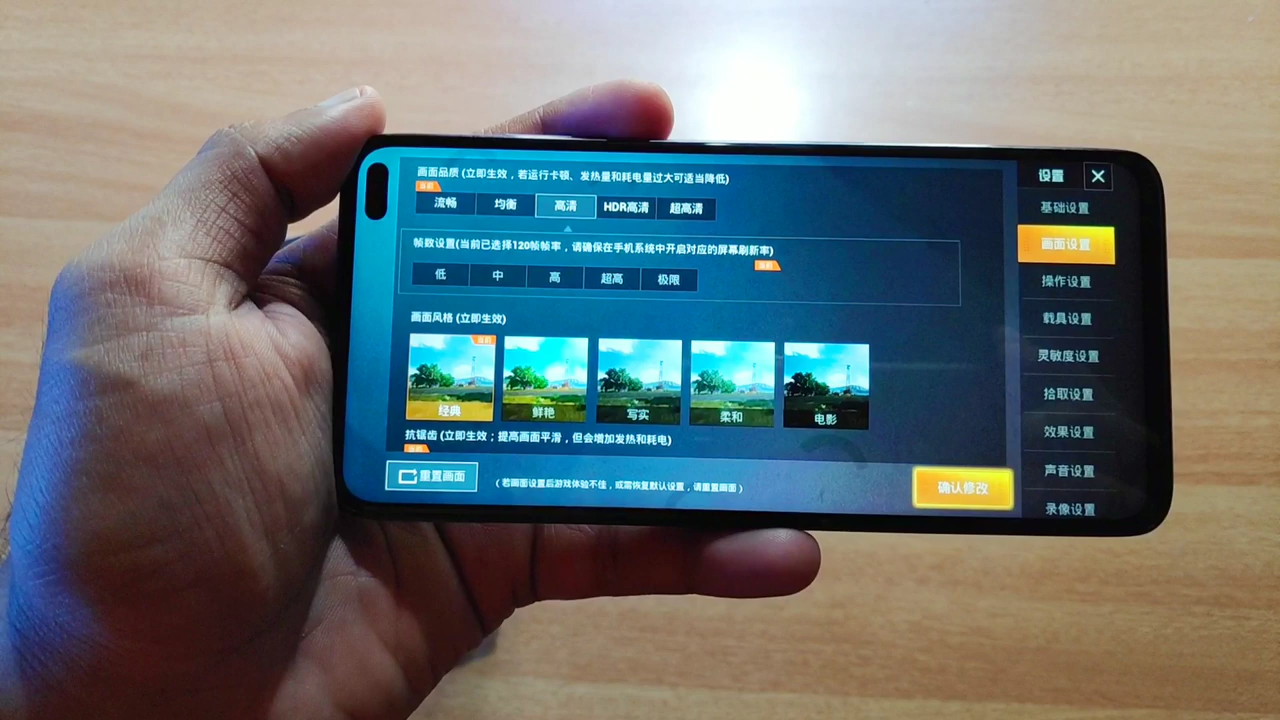 画面品质 (立即生效，若运行卡顿、发热量和耗电量过大可适当降低)
当前
流畅 均衡 高清 HDR高清 超高清
帧数设置(当前已选择120帧帧率，请确保在手机系统中开启对应的屏幕刷新率)
当前
低 中 高 超高 极限
画面风格 (立即生效)
当前
经典 鲜艳 写实 柔和 电影
抗锯齿 (立即生效；提高画面平滑，但会增加发热和耗电)
当前
重置画面
(若画面设置后游戏体验不佳，或需恢复默认设置，请重置画面)
确认修改
设置
基础设置
画面设置
操作设置
载具设置
灵敏度设置
拾取设置
效果设置
声音设置
录像设置